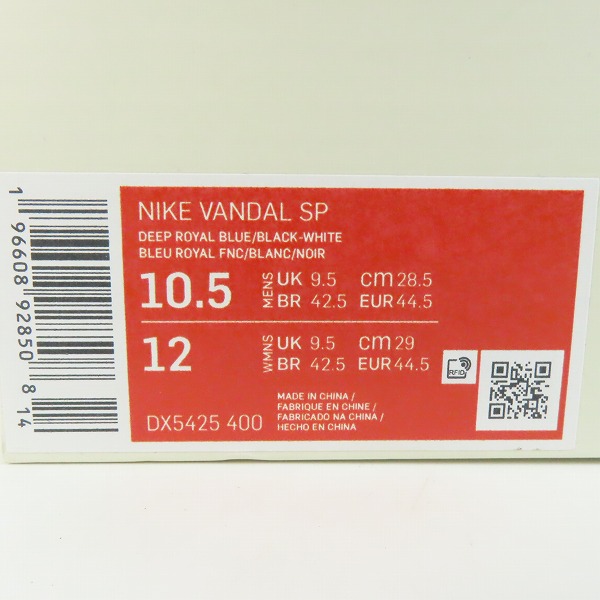 1 96608 92850 8 14
NIKE VANDAL SP
DEEP ROYAL BLUE/BLACK-WHITE
BLEU ROYAL FNC/BLANC/NOIR
10.5 MENS UK 9.5 cm 28.5
BR 42.5 EUR 44.5
12 WMNS UK 9.5 cm 29
BR 42.5 EUR 44.5
RFID
DX5425 400
MADE IN CHINA /
FABRIQUE EN CHINE /
FABRICADO NA CHINA /
HECHO EN CHINA